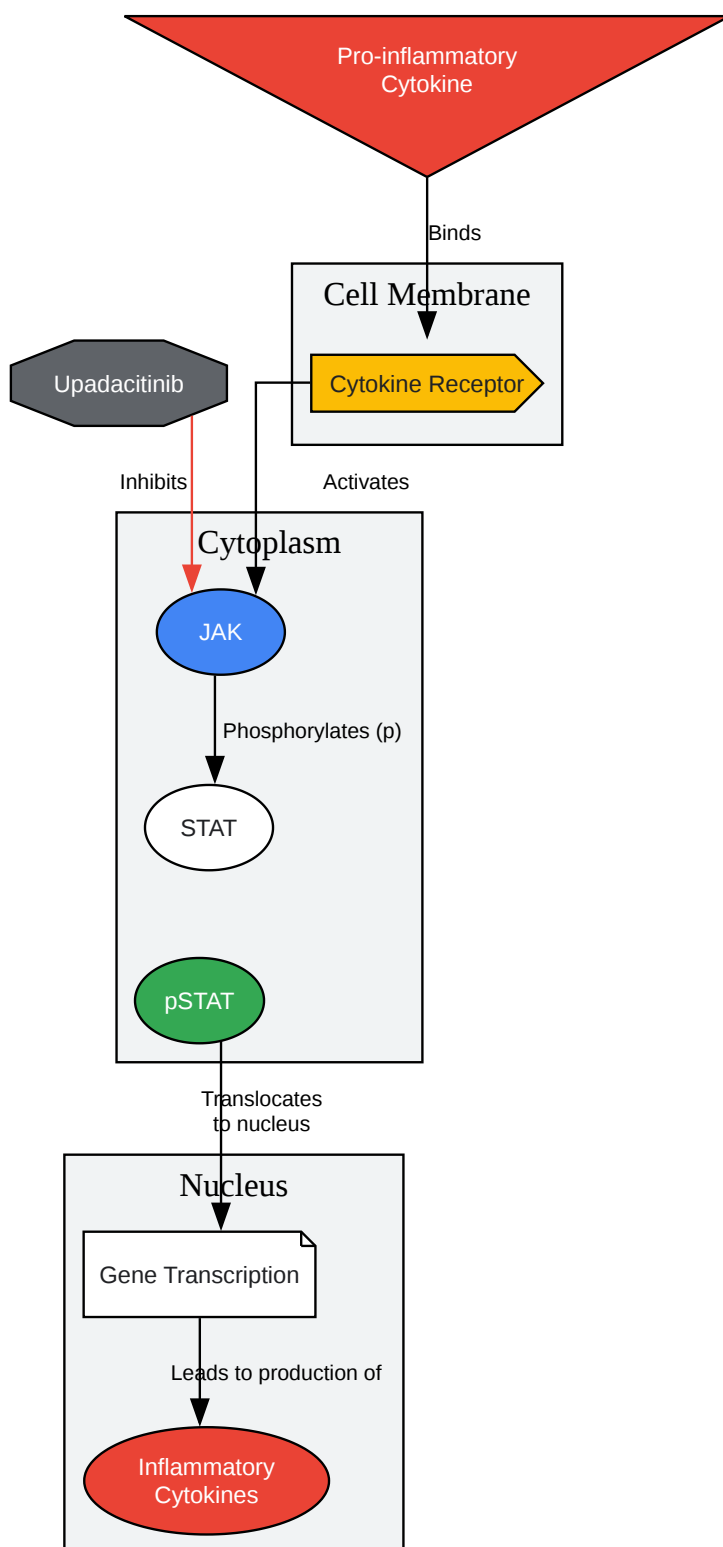 Pro-inflammatory
Cytokine
Binds
Cell Membrane
Upadacitinib
Cytokine Receptor
Inhibits
Activates
Cytoplasm
JAK
Phosphorylates (p)
STAT
pSTAT
Translocates
to nucleus
Nucleus
Gene Transcription
Leads to production of
Inflammatory
Cytokines